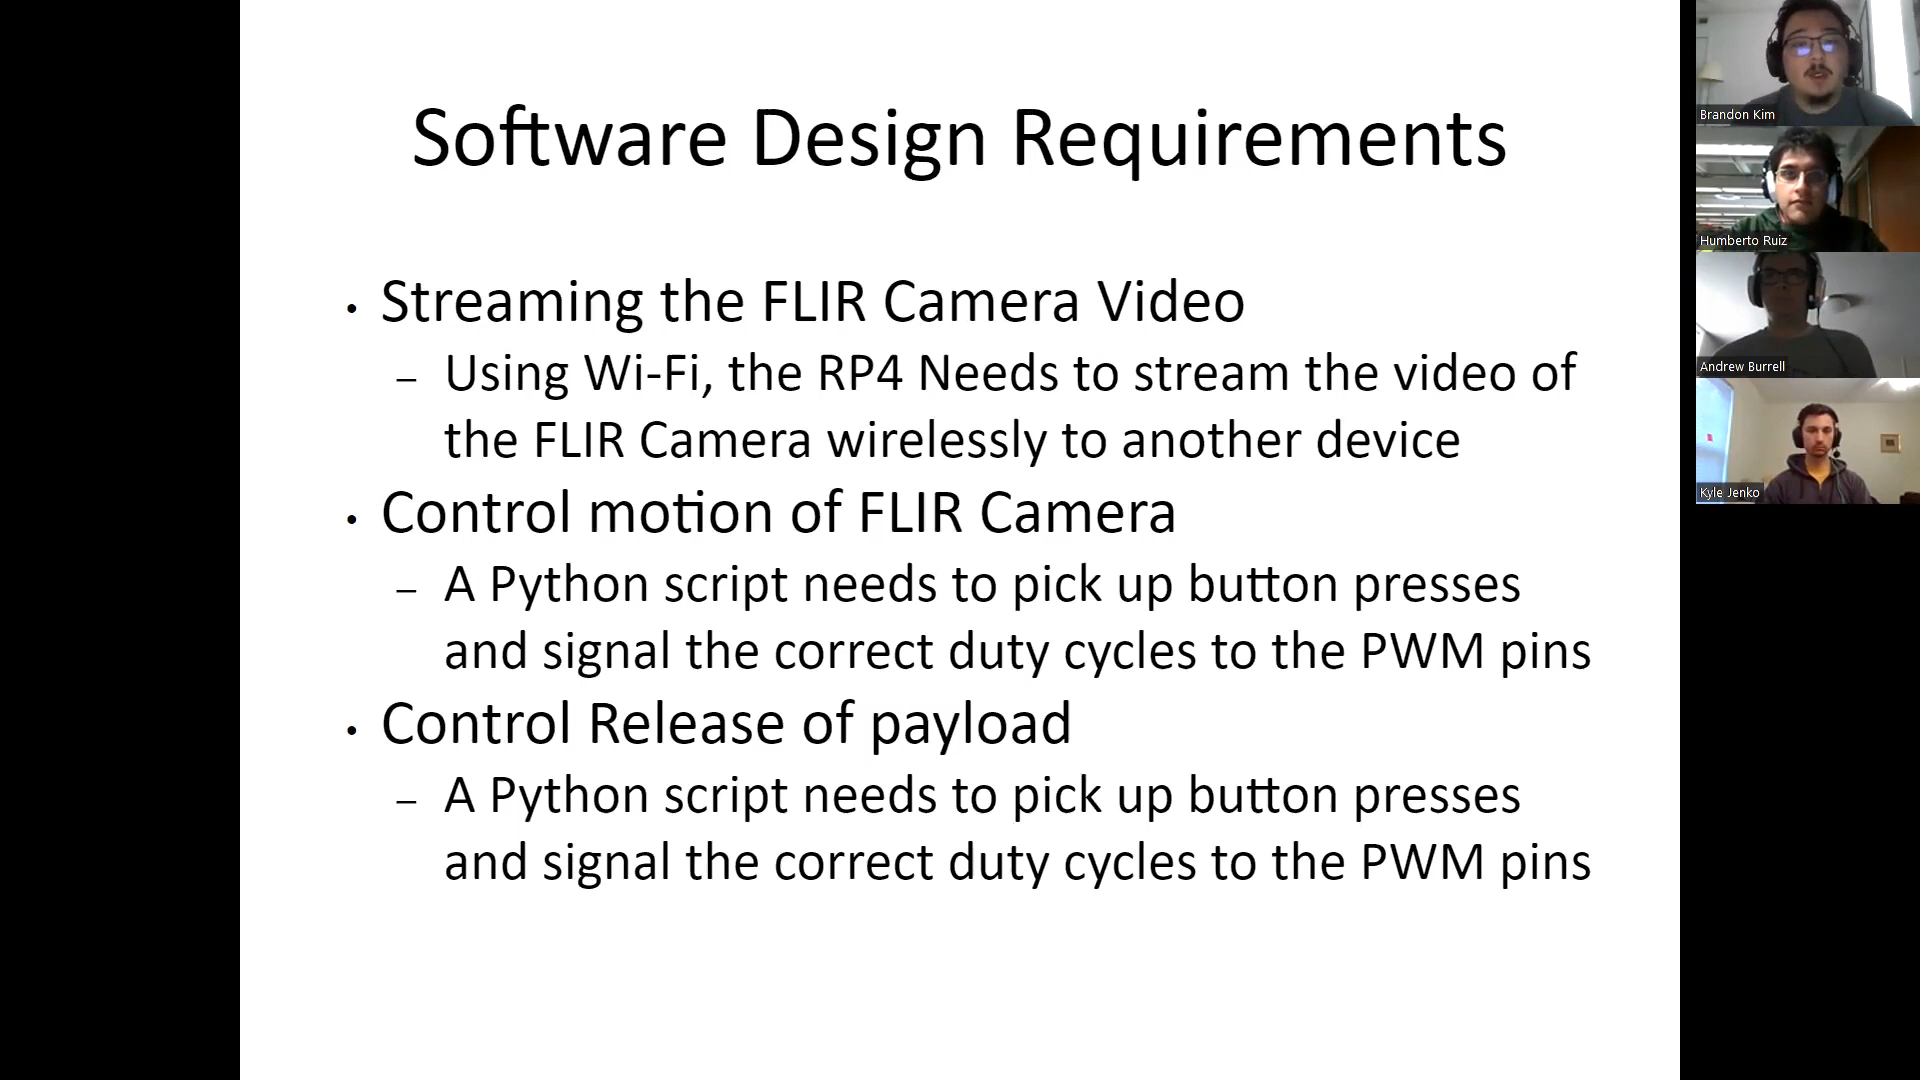 Software Design Requirements
• Streaming the FLIR Camera Video
– Using Wi-Fi, the RP4 Needs to stream the video of
the FLIR Camera wirelessly to another device
• Control motion of FLIR Camera
– A Python script needs to pick up button presses
and signal the correct duty cycles to the PWM pins
• Control Release of payload
– A Python script needs to pick up button presses
and signal the correct duty cycles to the PWM pins
Brandon Kim
Humberto Ruiz
Andrew Burrell
Kyle Jenko